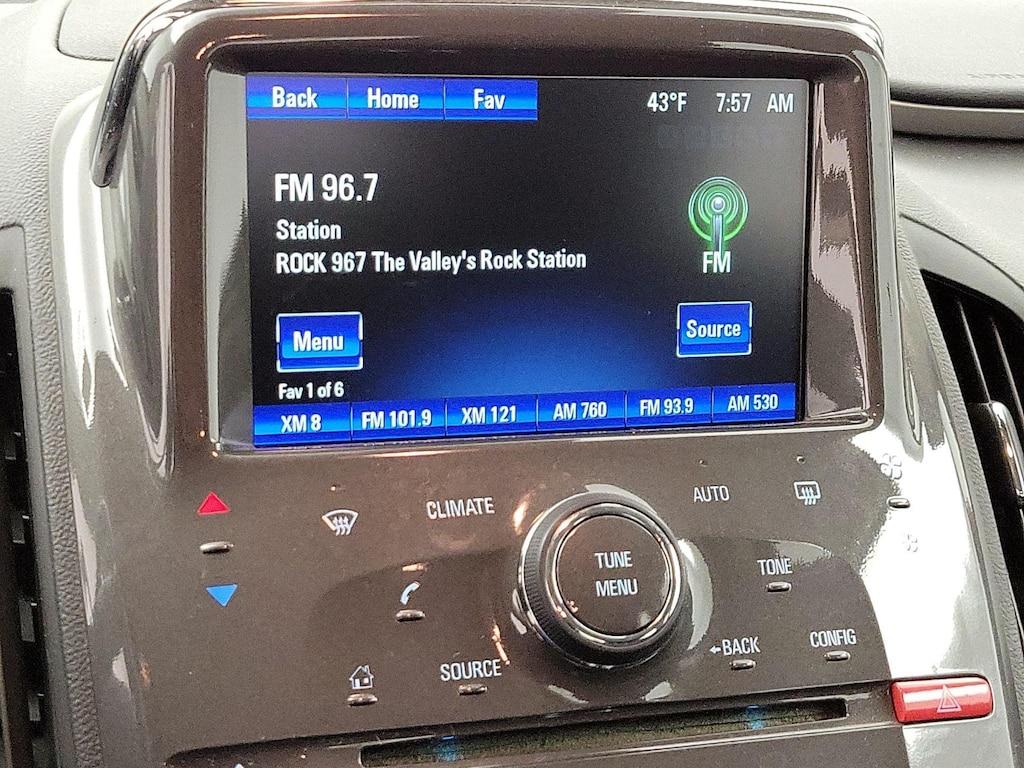 Back Home Fav 43°F 7:57 AM
FM 96.7
Station
ROCK 967 The Valley's Rock Station
FM
Menu Source
Fav 1 of 6
XM 8 FM 101.9 XM 121 AM 760 FM 93.9 AM 530
CLIMATE AUTO
TUNE
MENU
TONE
SOURCE ←BACK CONFIG